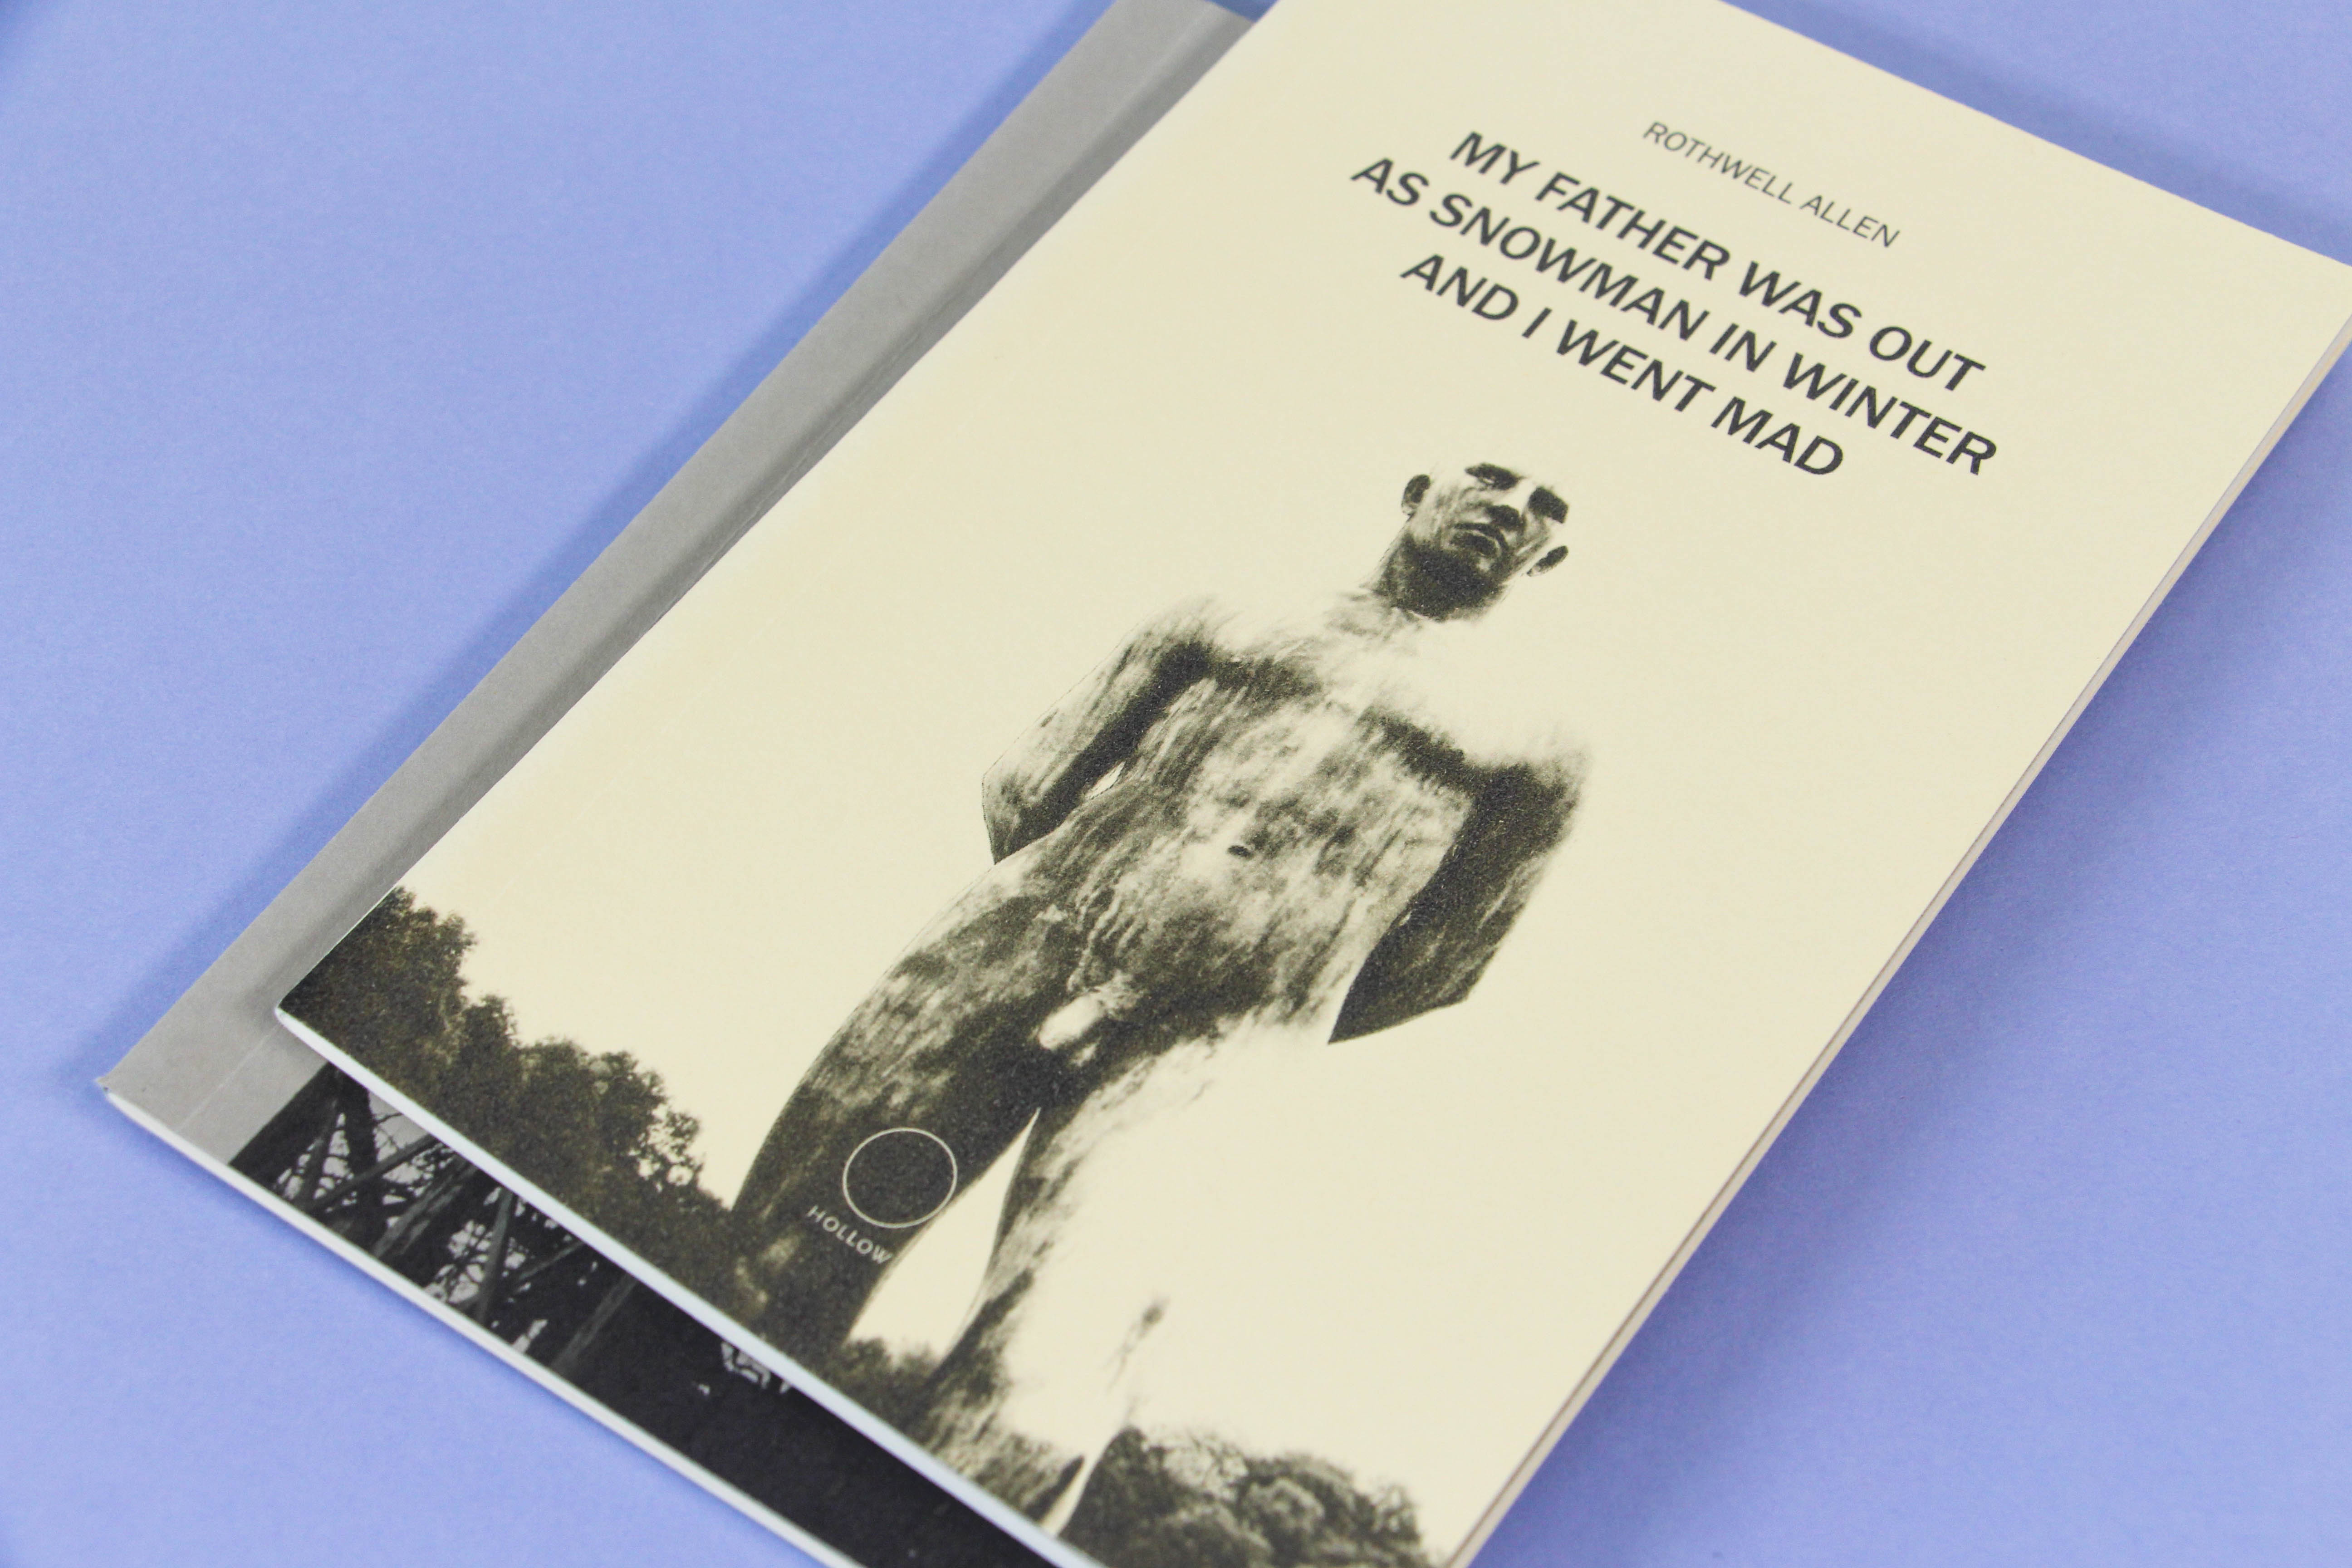 ROTHWELL ALLEN
MY FATHER WAS OUT
AS SNOWMAN IN WINTER
AND I WENT MAD
HOLLOW